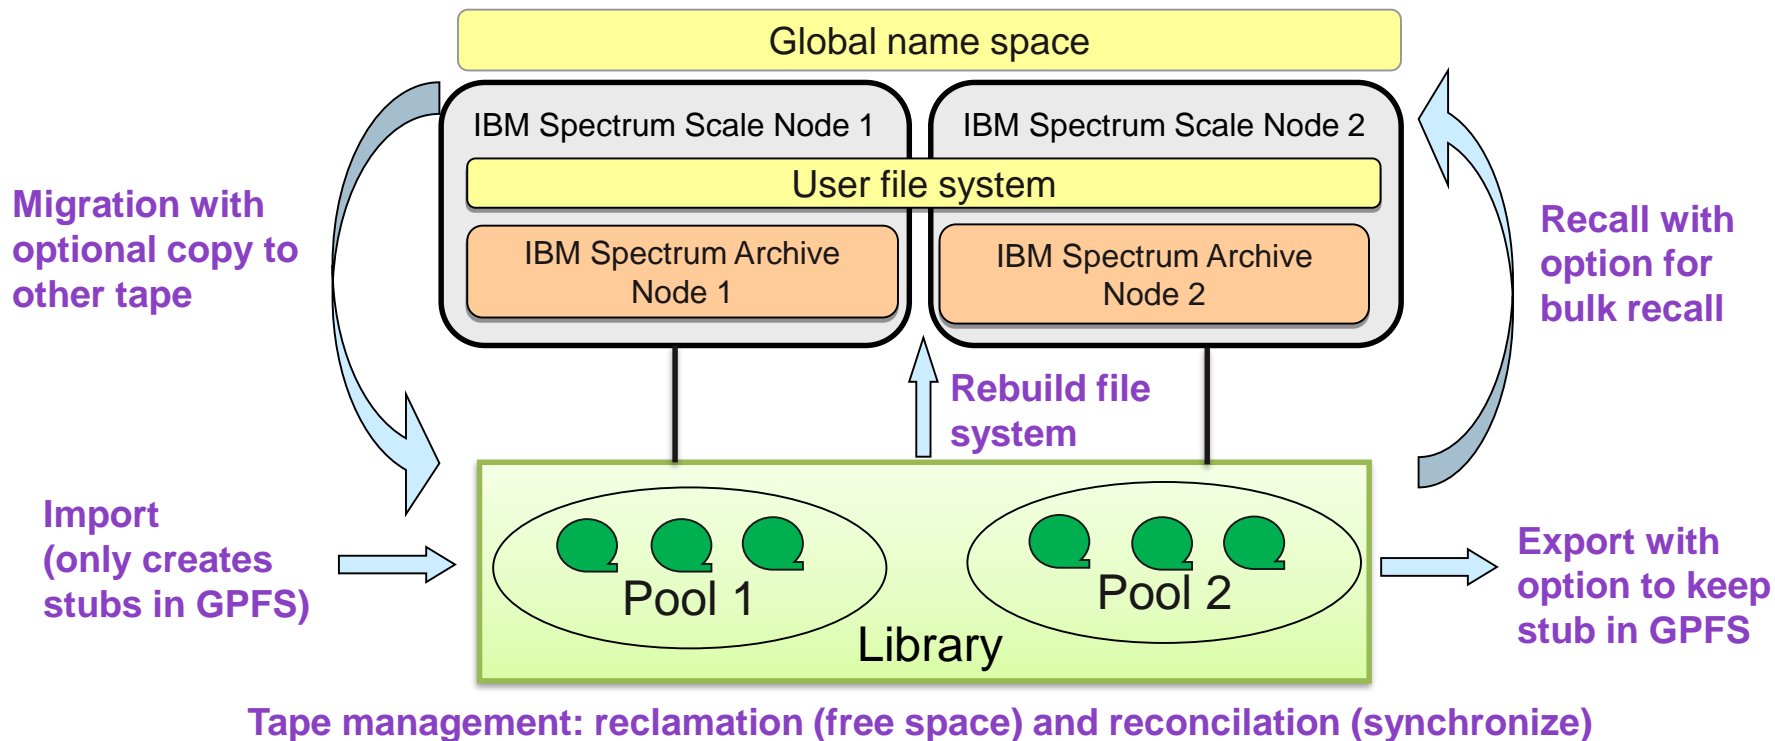 Global name space
IBM Spectrum Scale Node 1
IBM Spectrum Scale Node 2
User file system
IBM Spectrum Archive
Node 1
IBM Spectrum Archive
Node 2
Migration with
optional copy to
other tape
Recall with
option for
bulk recall
Rebuild file
system
Import
(only creates
stubs in GPFS)
Pool 1
Pool 2
Library
Export with
option to keep
stub in GPFS
Tape management: reclamation (free space) and reconcilation (synchronize)